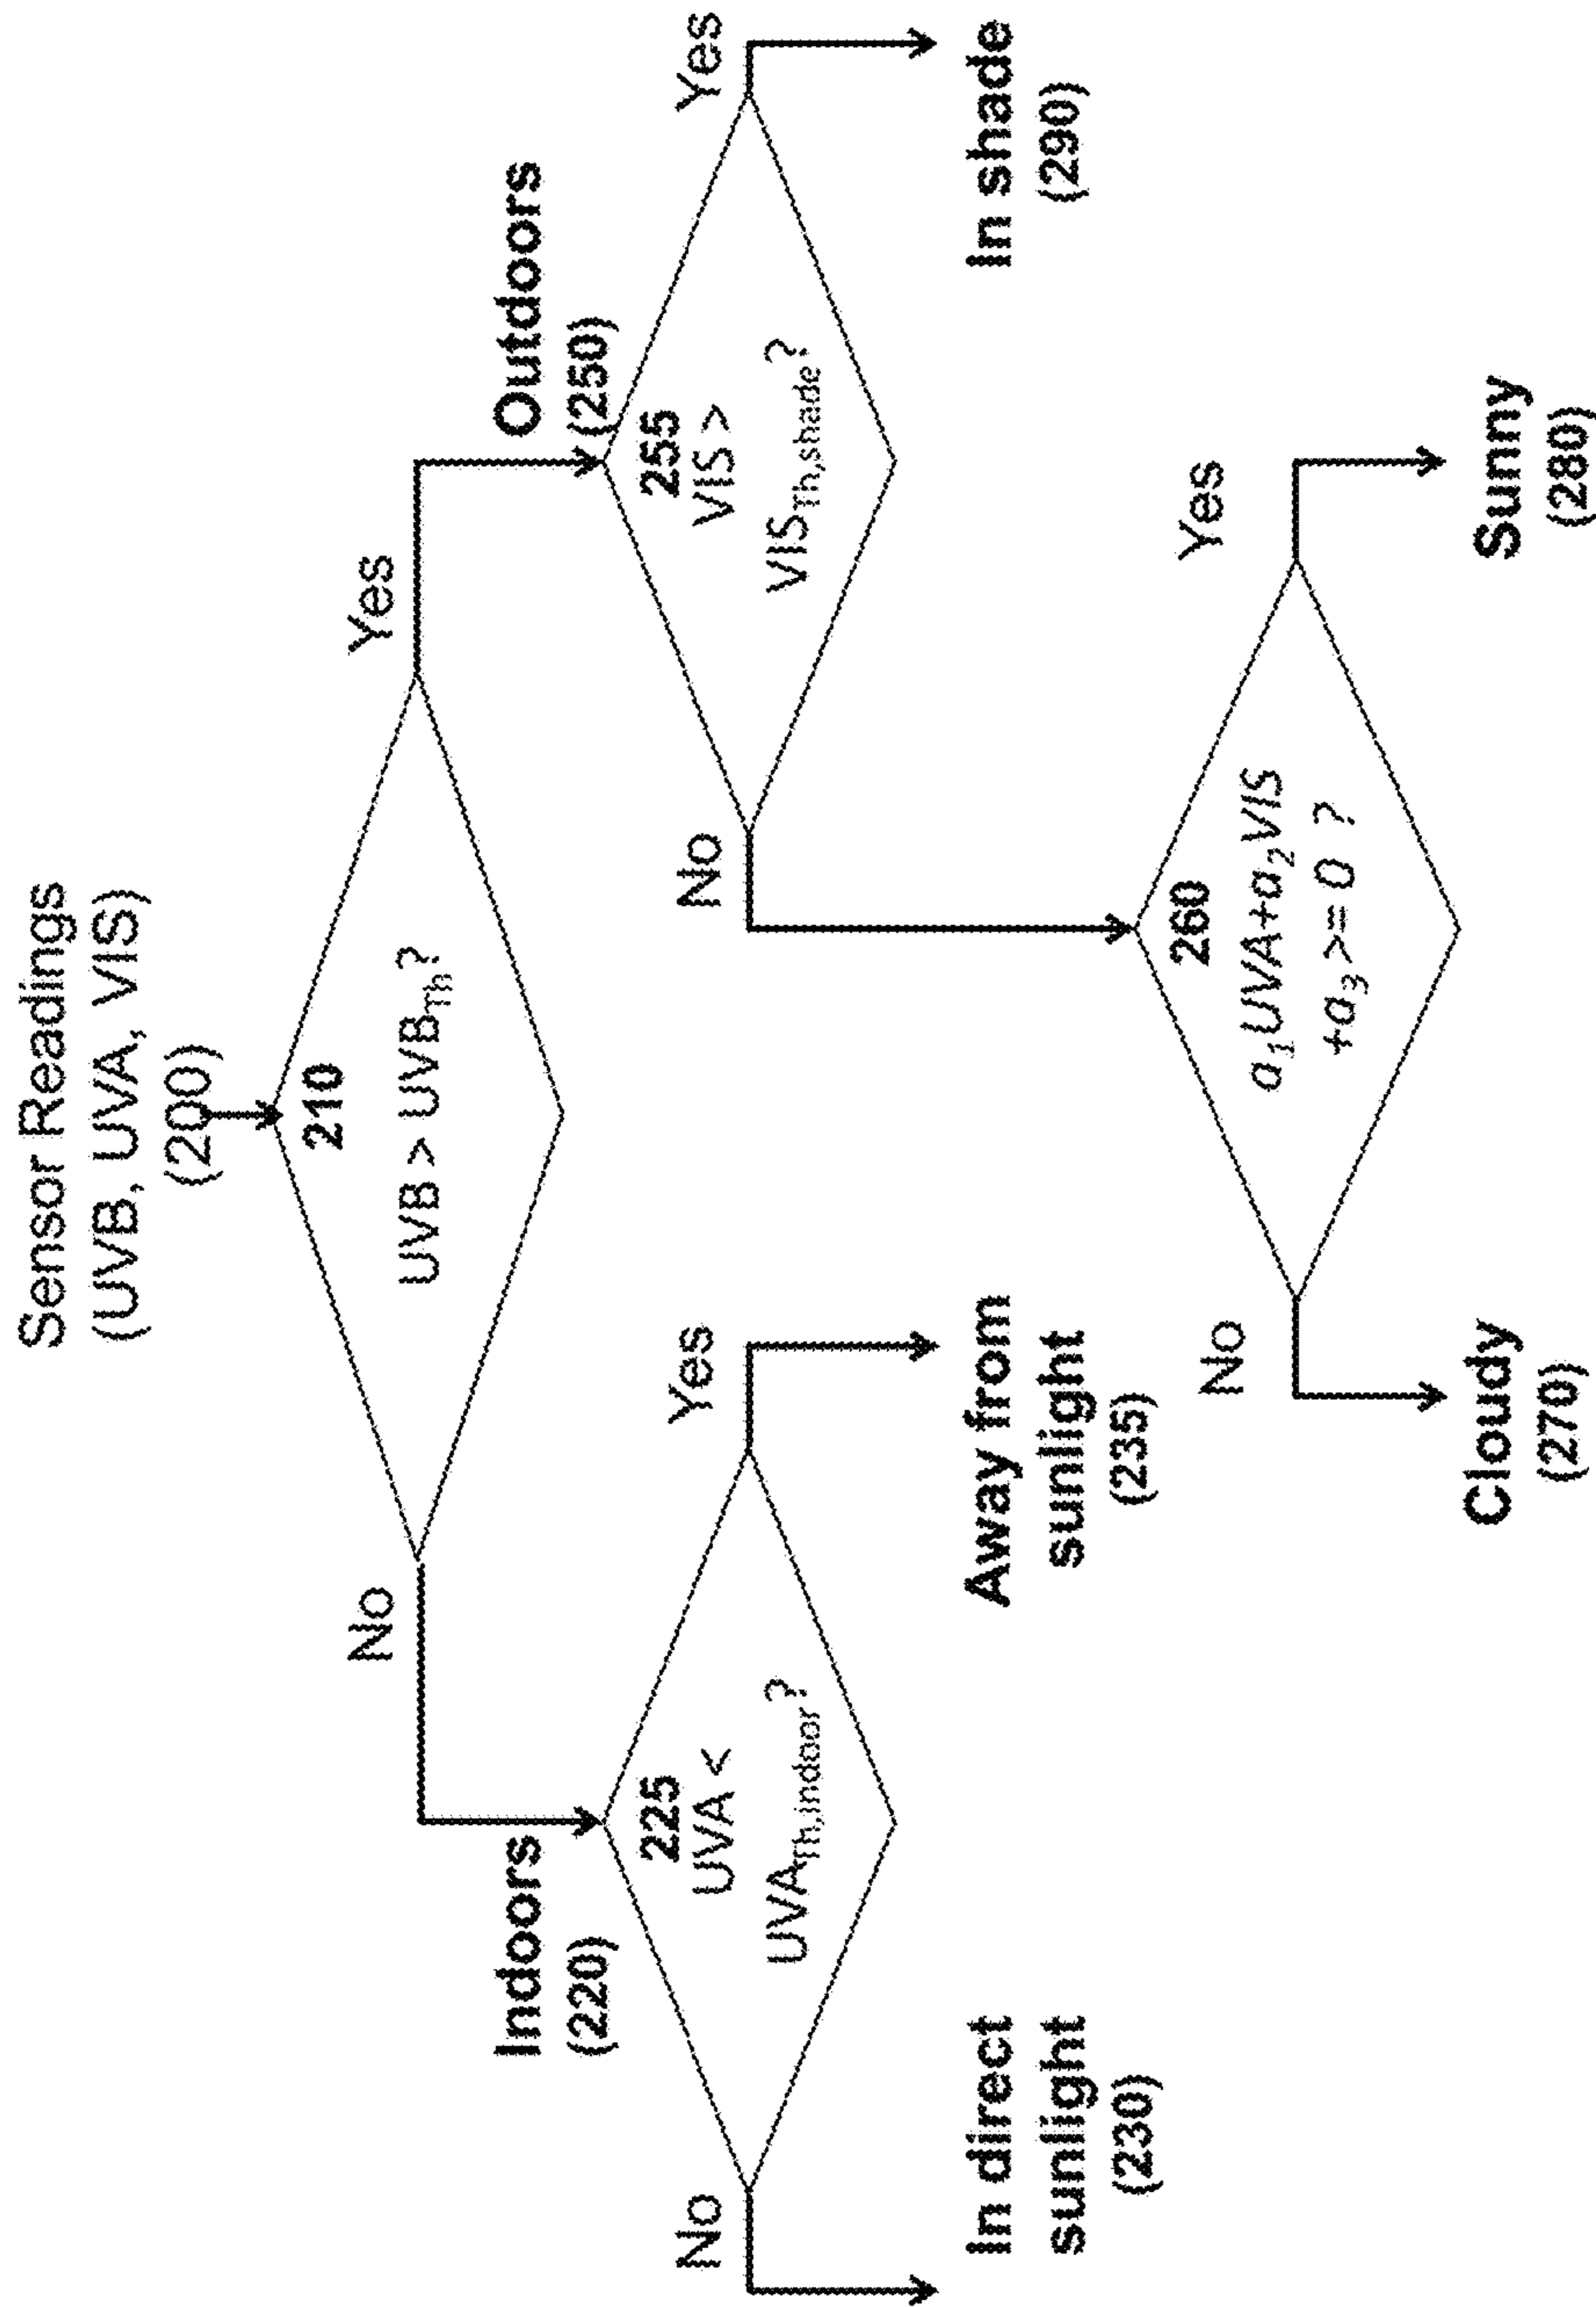 Sensor Readings
(UVB, UVA, VIS)
(200)
210
UVB > UVB_Th?
No
Yes
Indoors
(220)
Outdoors
(250)
225
UVA <
UVA_Th,indoor?
No
Yes
255
VIS >
VIS_Th,shade?
No
Yes
In direct
sunlight
(230)
Away from
sunlight
(235)
In shade
(290)
260
a₁UVA+a₂VIS
+a₃ >= 0 ?
No
Yes
Cloudy
(270)
Sunny
(280)